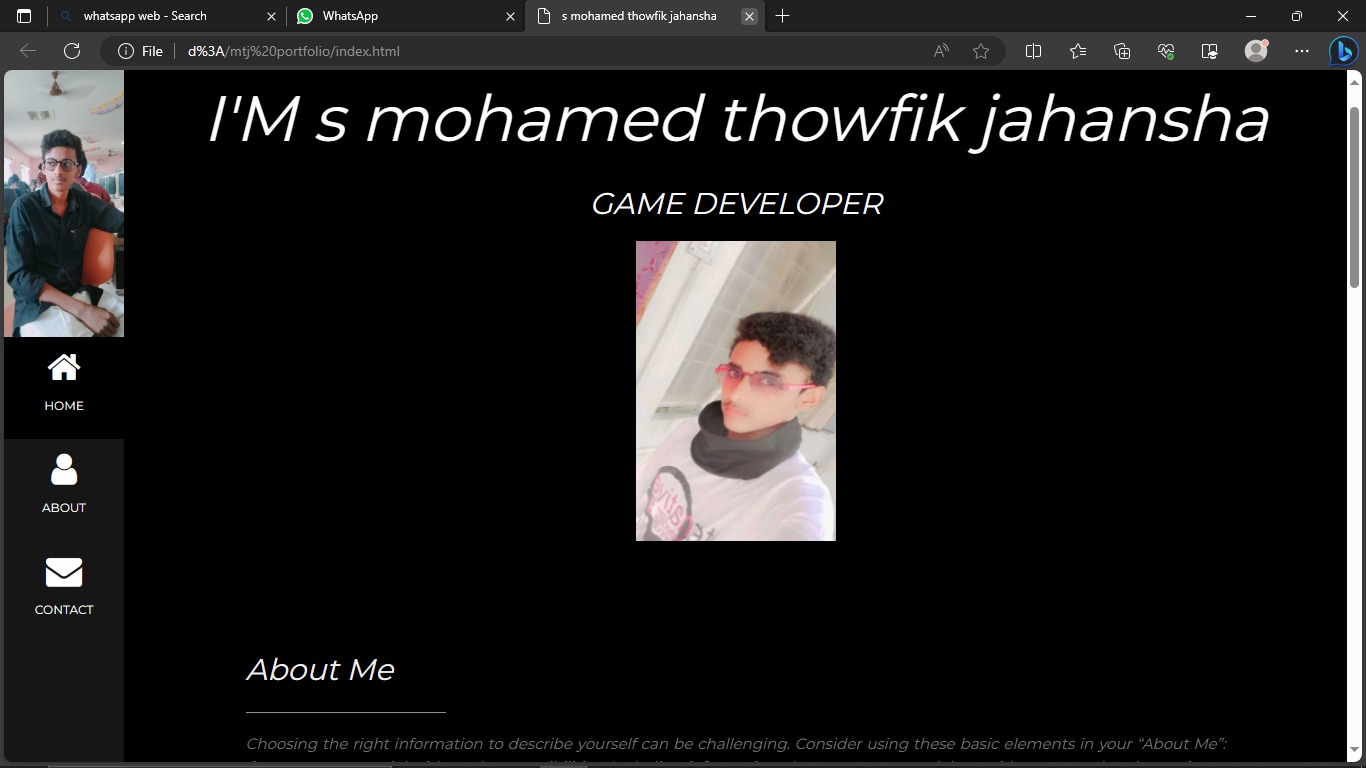 whatsapp web - Search
WhatsApp
s mohamed thowfik jahansha
File
d%3A/mtj%20portfolio/index.html
I'M s mohamed thowfik jahansha
GAME DEVELOPER
HOME
ABOUT
CONTACT
About Me
Choosing the right information to describe yourself can be challenging. Consider using these basic elements in your “About Me”: